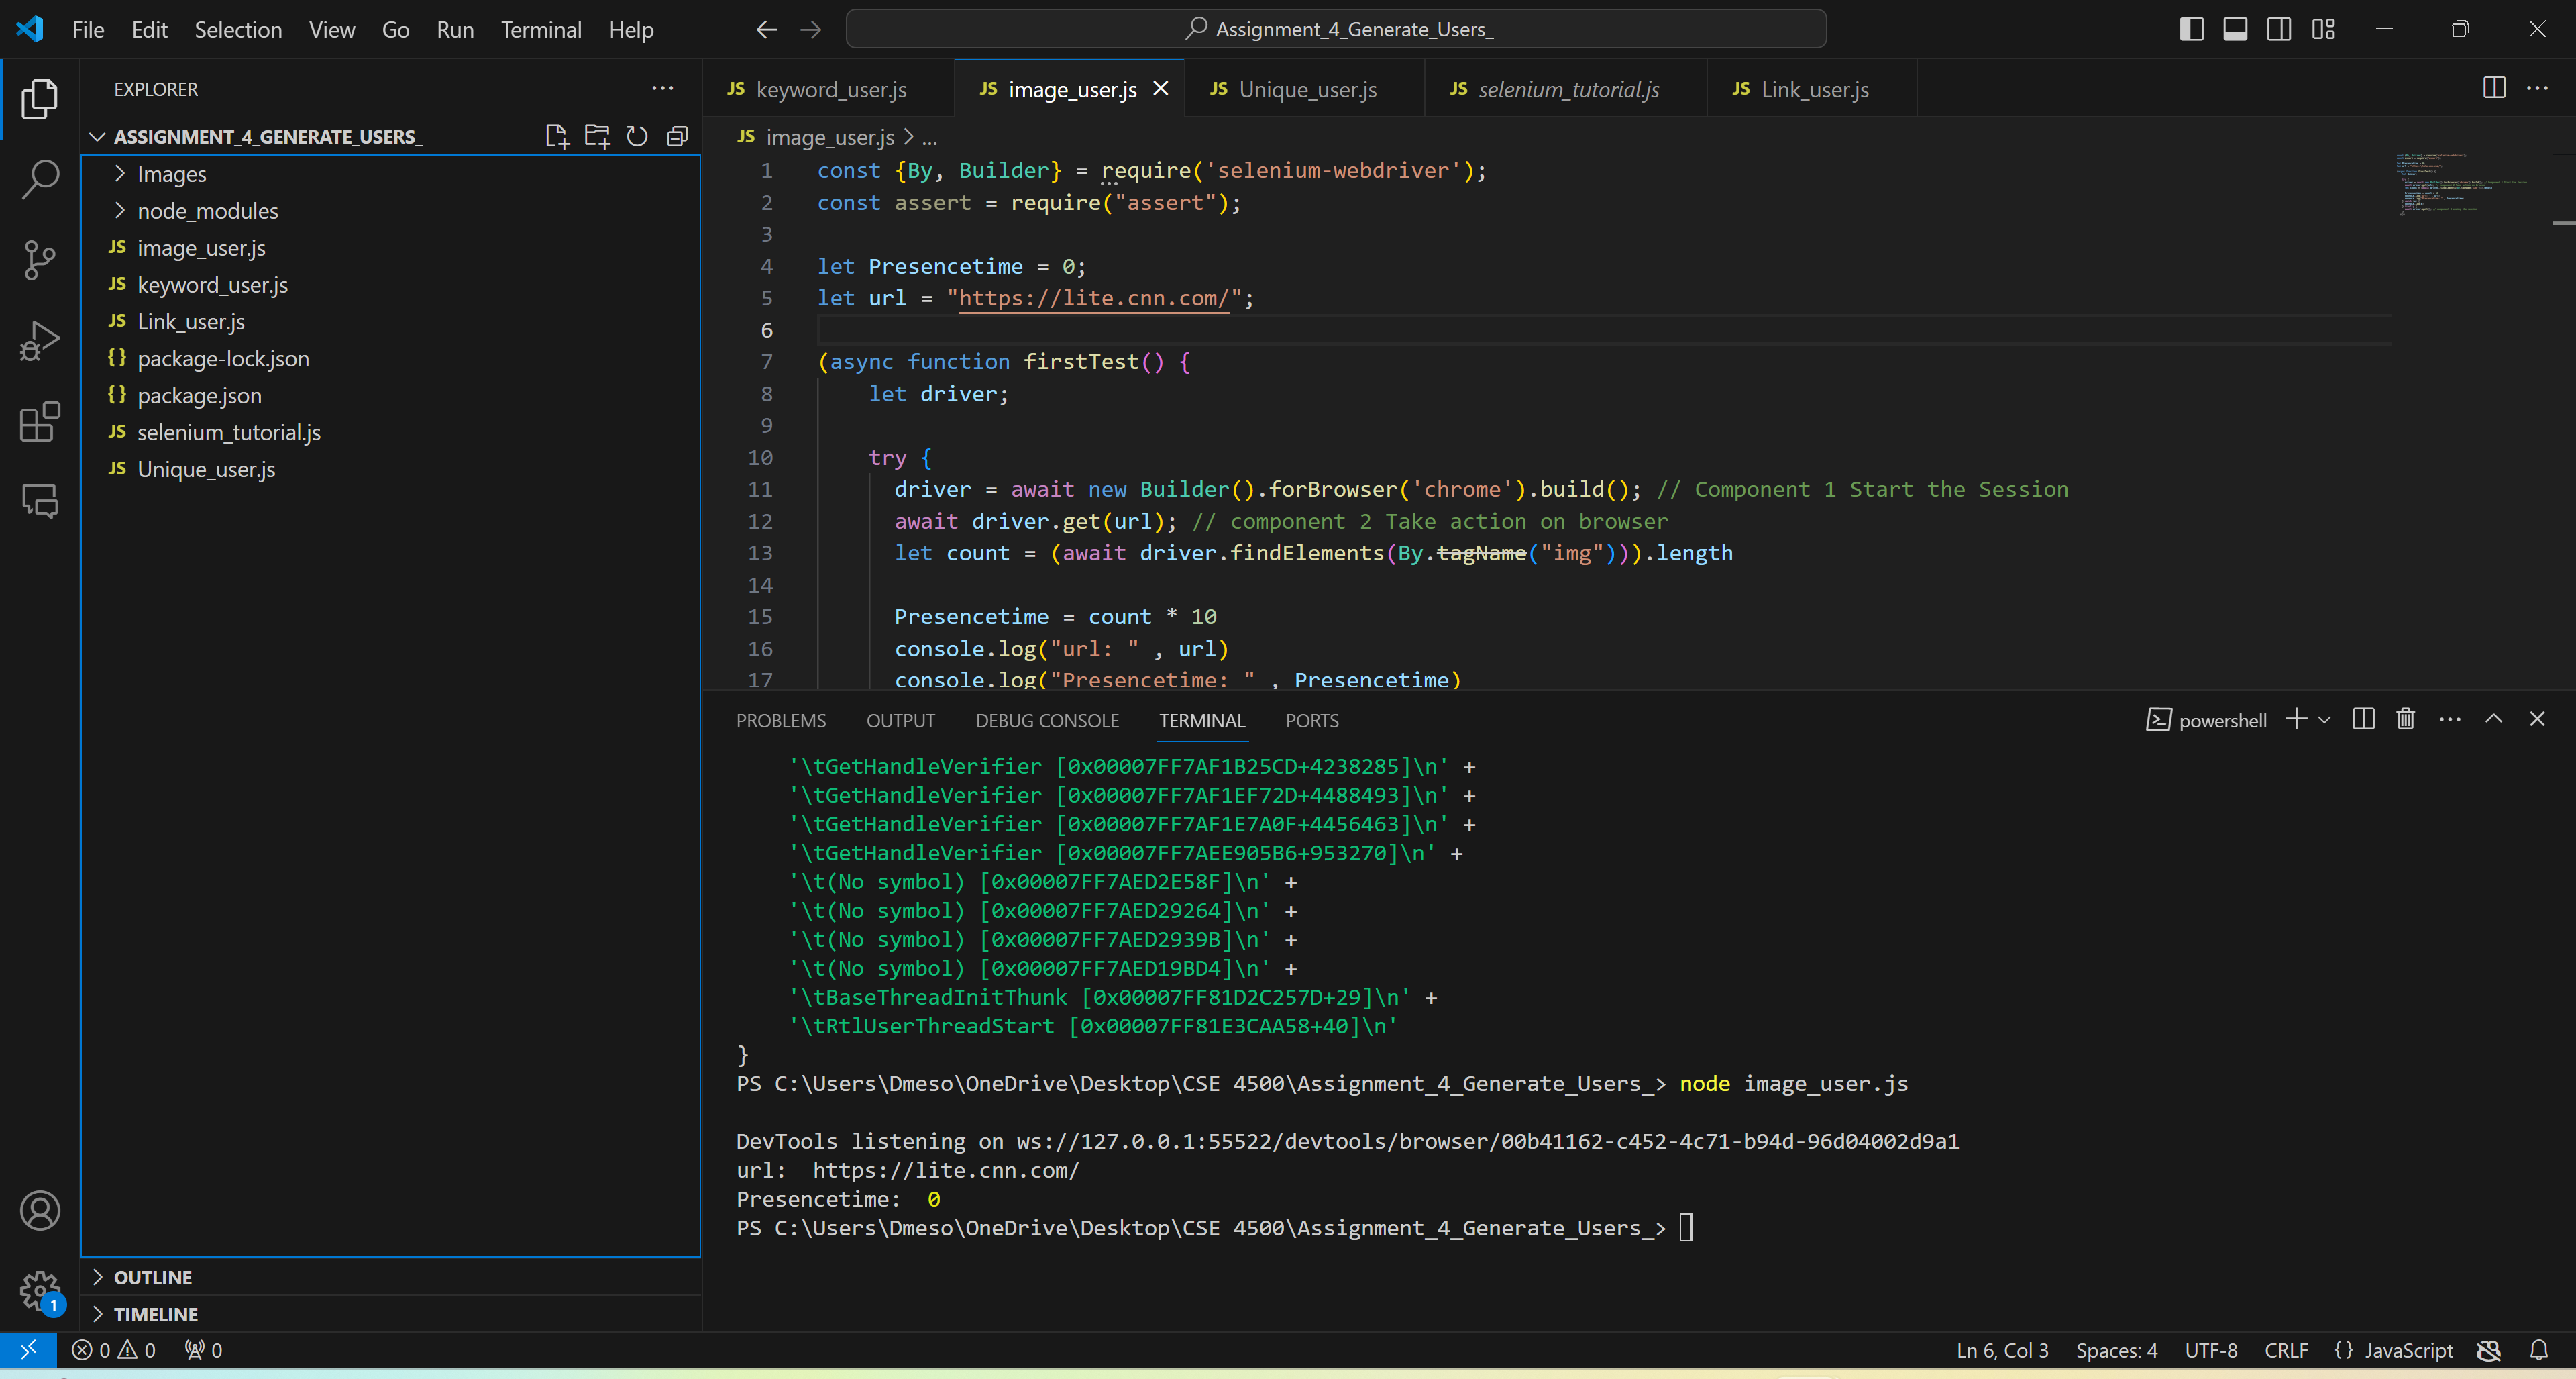 File Edit Selection View Go Run Terminal Help
Assignment_4_Generate_Users_
EXPLORER
ASSIGNMENT_4_GENERATE_USERS_
Images
node_modules
JS image_user.js
JS keyword_user.js
JS Link_user.js
{} package-lock.json
{} package.json
JS selenium_tutorial.js
JS Unique_user.js
OUTLINE
TIMELINE
1
JS keyword_user.js JS image_user.js JS Unique_user.js JS selenium_tutorial.js JS Link_user.js
JS image_user.js > ...
1 const {By, Builder} = require('selenium-webdriver');
2 const assert = require("assert");
3
4 let Presencetime = 0;
5 let url = "https://lite.cnn.com/";
6
7 (async function firstTest() {
8 let driver;
9
10 try {
11 driver = await new Builder().forBrowser('chrome').build(); // Component 1 Start the Session
12 await driver.get(url); // component 2 Take action on browser
13 let count = (await driver.findElements(By.tagName("img"))).length
14
15 Presencetime = count * 10
16 console.log("url: " , url)
17 console.log("Presencetime: " , Presencetime)
PROBLEMS OUTPUT DEBUG CONSOLE TERMINAL PORTS
powershell
'\tGetHandleVerifier [0x00007FF7AF1B25CD+4238285]\n' +
'\tGetHandleVerifier [0x00007FF7AF1EF72D+4488493]\n' +
'\tGetHandleVerifier [0x00007FF7AF1E7A0F+4456463]\n' +
'\tGetHandleVerifier [0x00007FF7AEE905B6+953270]\n' +
'\t(No symbol) [0x00007FF7AED2E58F]\n' +
'\t(No symbol) [0x00007FF7AED29264]\n' +
'\t(No symbol) [0x00007FF7AED2939B]\n' +
'\t(No symbol) [0x00007FF7AED19BD4]\n' +
'\tBaseThreadInitThunk [0x00007FF81D2C257D+29]\n' +
'\tRtlUserThreadStart [0x00007FF81E3CAA58+40]\n'
}
PS C:\Users\Dmeso\OneDrive\Desktop\CSE 4500\Assignment_4_Generate_Users_> node image_user.js
DevTools listening on ws://127.0.0.1:55522/devtools/browser/00b41162-c452-4c71-b94d-96d04002d9a1
url:  https://lite.cnn.com/
Presencetime:  0
PS C:\Users\Dmeso\OneDrive\Desktop\CSE 4500\Assignment_4_Generate_Users_>
0 0 0 Ln 6, Col 3 Spaces: 4 UTF-8 CRLF {} JavaScript